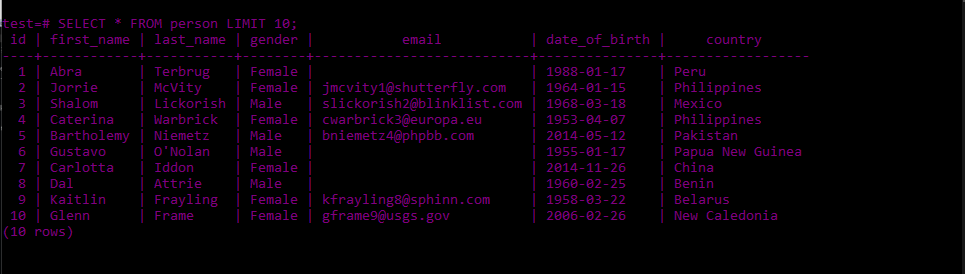 test=# SELECT * FROM person LIMIT 10;
 id | first_name | last_name | gender |           email           | date_of_birth |     country
----+------------+-----------+--------+---------------------------+---------------+------------------
  1 | Abra       | Terbrug   | Female |                           | 1988-01-17    | Peru
  2 | Jorrie     | McVity    | Female | jmcvity1@shutterfly.com   | 1964-01-15    | Philippines
  3 | Shalom     | Lickorish | Male   | slickorish2@blinklist.com | 1968-03-18    | Mexico
  4 | Caterina   | Warbrick  | Female | cwarbrick3@europa.eu      | 1953-04-07    | Philippines
  5 | Bartholemy | Niemetz   | Male   | bniemetz4@phpbb.com       | 2014-05-12    | Pakistan
  6 | Gustavo    | O'Nolan   | Male   |                           | 1955-01-17    | Papua New Guinea
  7 | Carlotta   | Iddon     | Female |                           | 2014-11-26    | China
  8 | Dal        | Attrie    | Male   |                           | 1960-02-25    | Benin
  9 | Kaitlin    | Frayling  | Female | kfrayling8@sphinn.com     | 1958-03-22    | Belarus
 10 | Glenn      | Frame     | Female | gframe9@usgs.gov          | 2006-02-26    | New Caledonia
(10 rows)